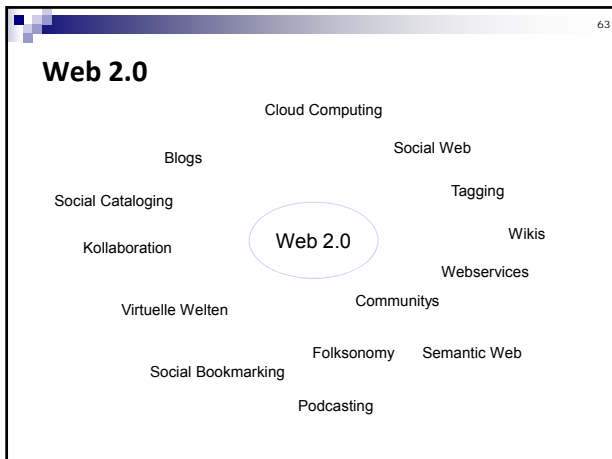 63
Web 2.0
Cloud Computing
Social Web
Blogs
Tagging
Social Cataloging
Wikis
Web 2.0
Kollaboration
Webservices
Communitys
Virtuelle Welten
Folksonomy
Semantic Web
Social Bookmarking
Podcasting